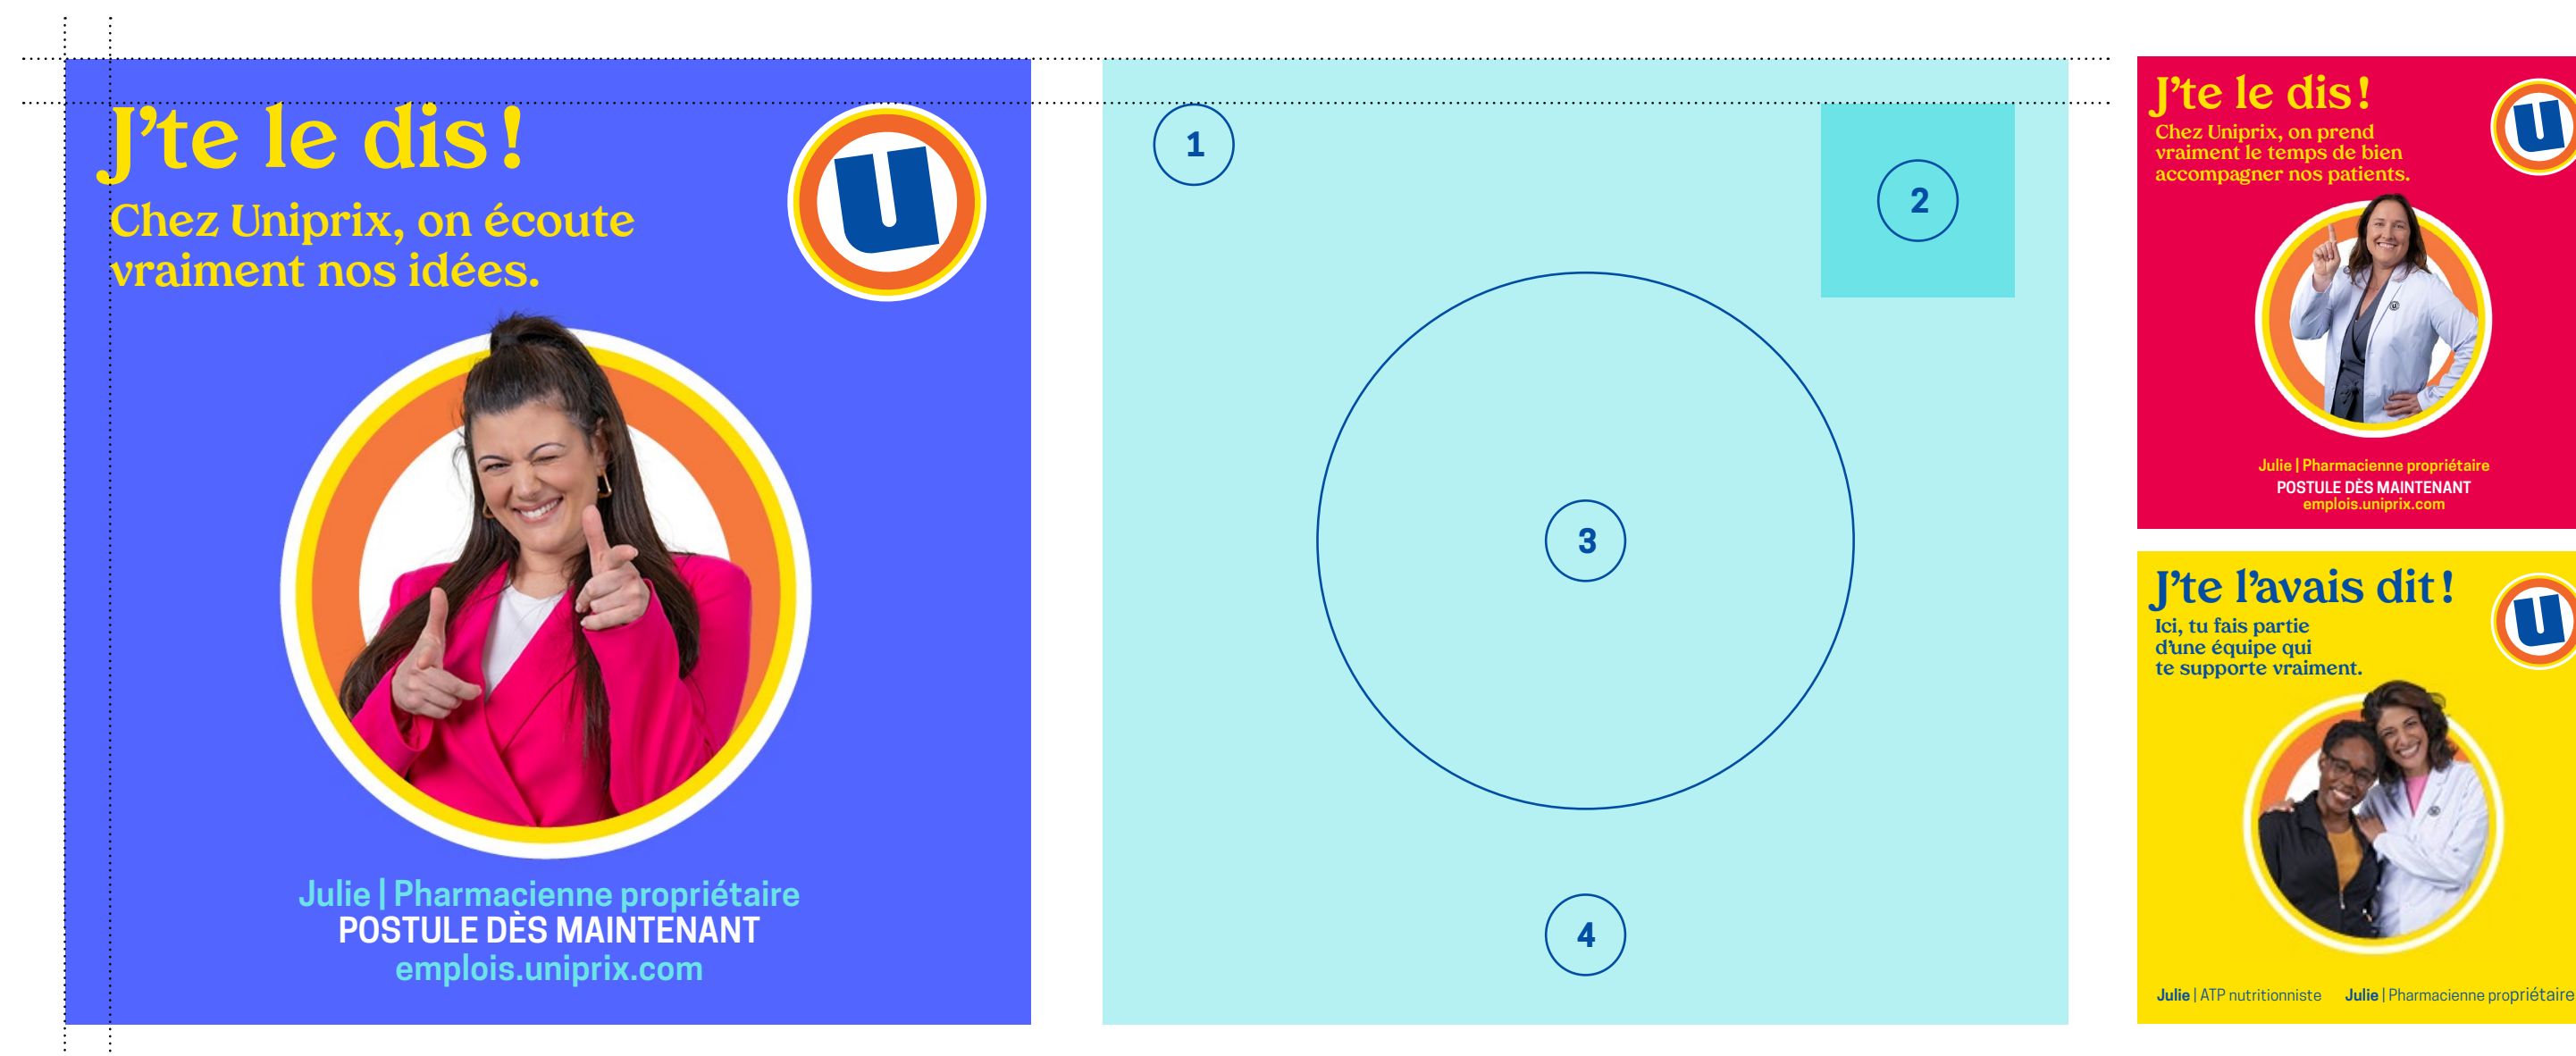 J’te le dis !
Chez Uniprix, on écoute
vraiment nos idées.
U
Julie | Pharmacienne propriétaire
POSTULE DÈS MAINTENANT
emplois.uniprix.com
1
2
3
4
J’te le dis !
Chez Uniprix, on prend
vraiment le temps de bien
accompagner nos patients.
U
Julie | Pharmacienne propriétaire
POSTULE DÈS MAINTENANT
emplois.uniprix.com
J’te l’avais dit !
Ici, tu fais partie
d’une équipe qui
te supporte vraiment.
U
Julie | ATP nutritionniste
Julie | Pharmacienne propriétaire